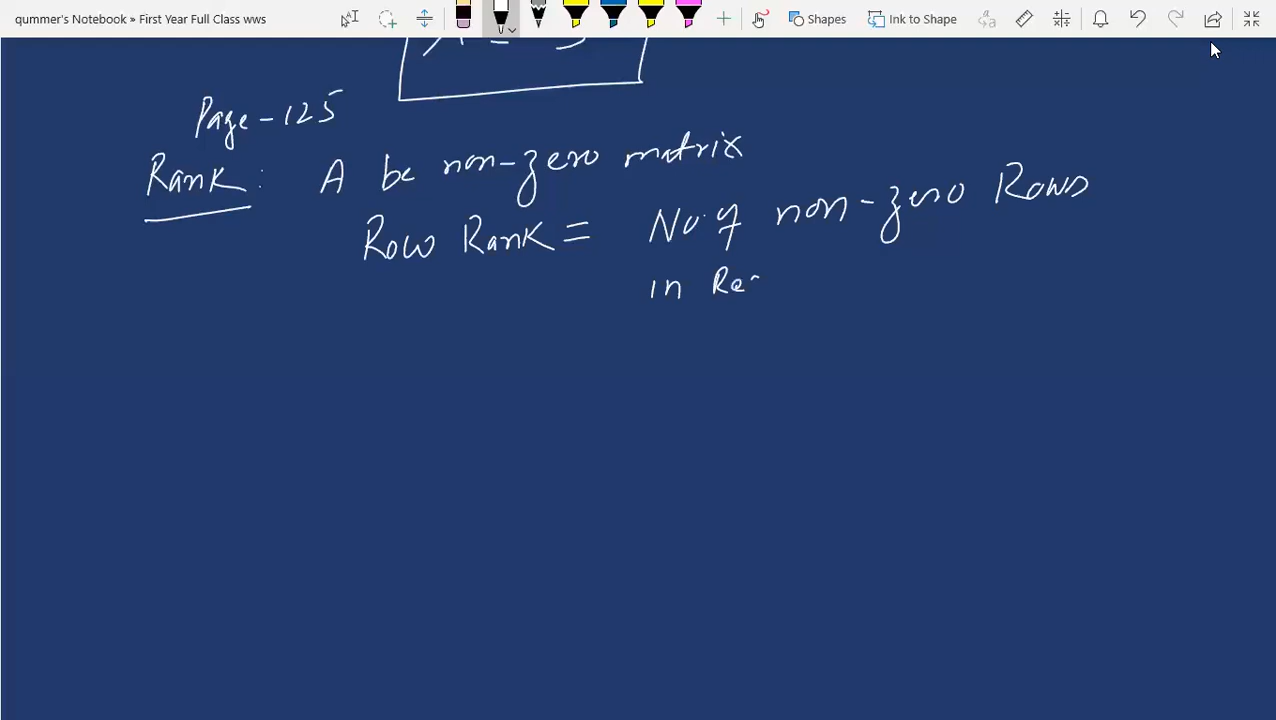 qummer's Notebook » First Year Full Class wws
Shapes
Ink to Shape
Page - 125
Rank : A be non-zero matrix
Row Rank = No. of non-zero Rows
in Re